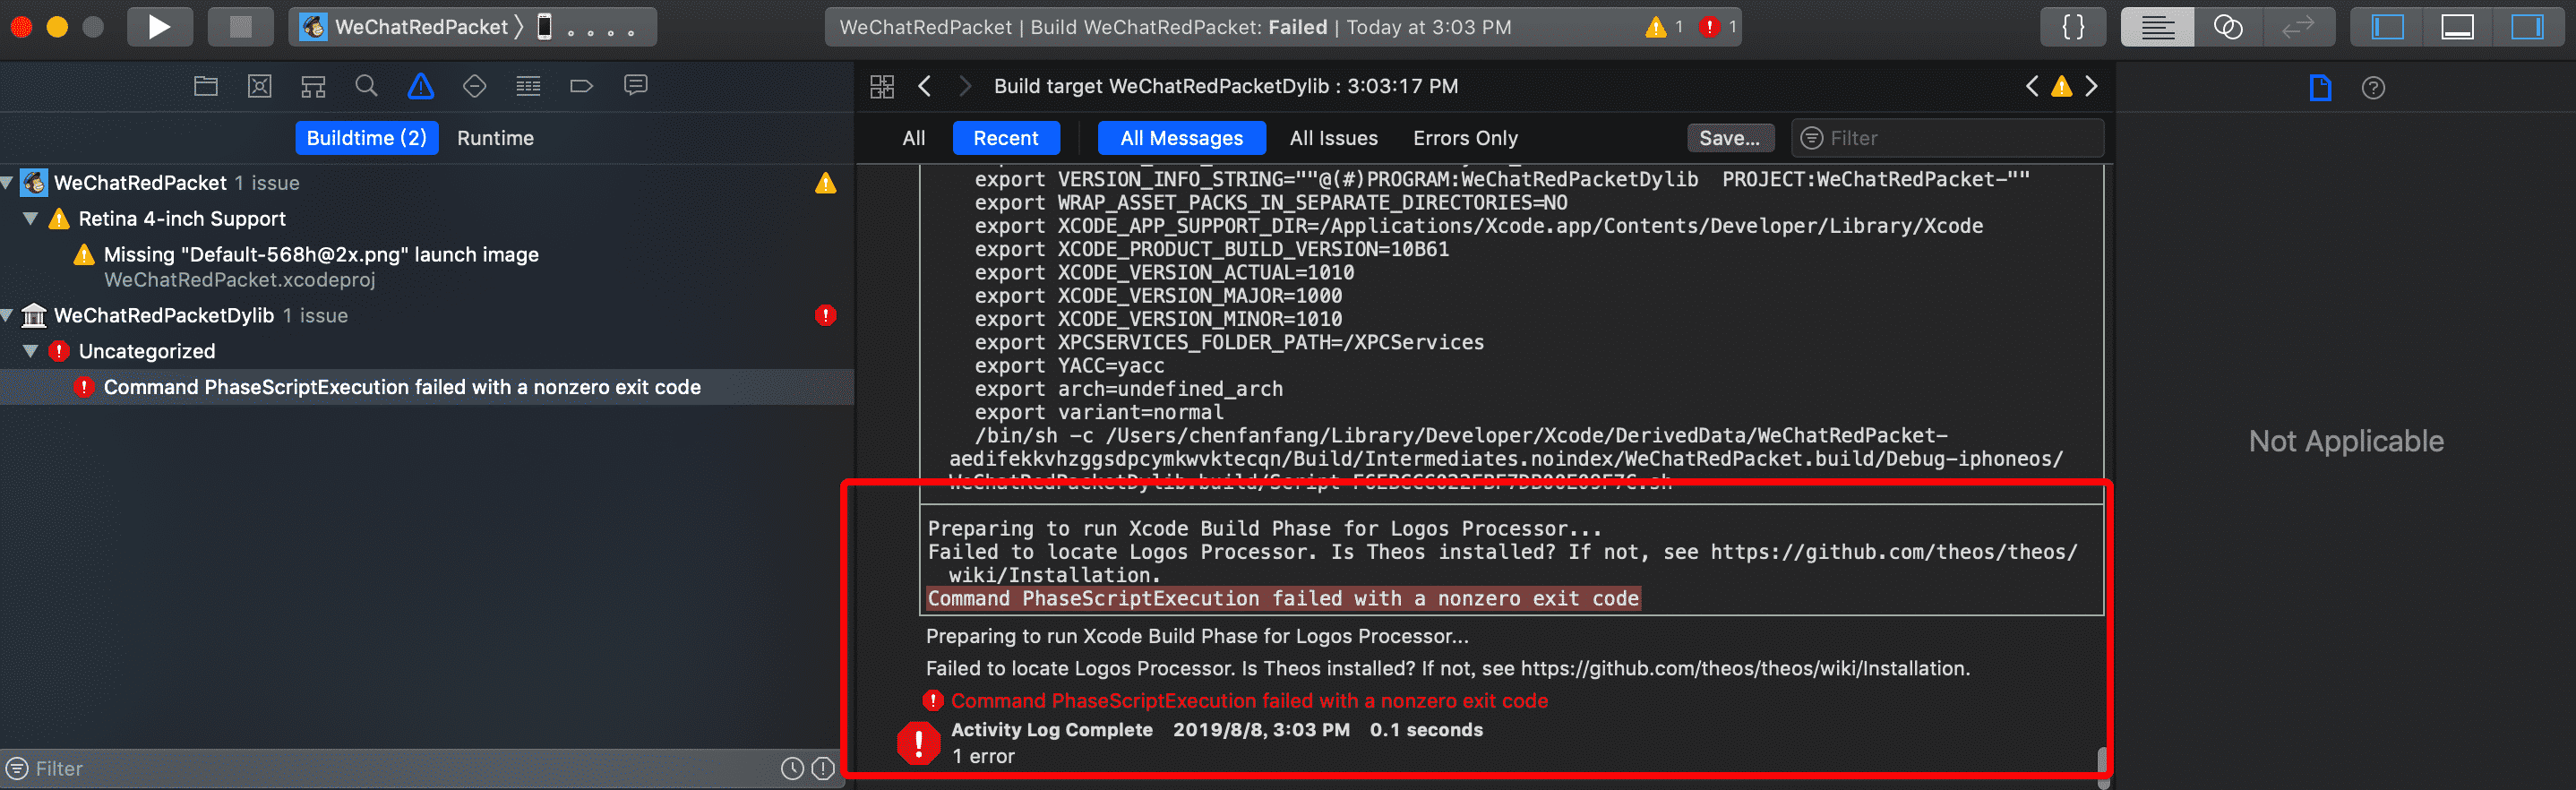 WeChatRedPacket
WeChatRedPacket | Build WeChatRedPacket: Failed | Today at 3:03 PM
1
1
{}
Build target WeChatRedPacketDylib : 3:03:17 PM
Buildtime (2)
Runtime
All
Recent
All Messages
All Issues
Errors Only
Save...
Filter
WeChatRedPacket 1 issue
Retina 4-inch Support
Missing "Default-568h@2x.png" launch image
WeChatRedPacket.xcodeproj
WeChatRedPacketDylib 1 issue
Uncategorized
Command PhaseScriptExecution failed with a nonzero exit code
Filter
export VERSION_INFO_STRING=""@(#)PROGRAM:WeChatRedPacketDylib  PROJECT:WeChatRedPacket-""
export WRAP_ASSET_PACKS_IN_SEPARATE_DIRECTORIES=NO
export XCODE_APP_SUPPORT_DIR=/Applications/Xcode.app/Contents/Developer/Library/Xcode
export XCODE_PRODUCT_BUILD_VERSION=10B61
export XCODE_VERSION_ACTUAL=1010
export XCODE_VERSION_MAJOR=1000
export XCODE_VERSION_MINOR=1010
export XPCSERVICES_FOLDER_PATH=/XPCServices
export YACC=yacc
export arch=undefined_arch
export variant=normal
/bin/sh -c /Users/chenfanfang/Library/Developer/Xcode/DerivedData/WeChatRedPacket-
aedifekkvhzggsdpcymkwvktecqn/Build/Intermediates.noindex/WeChatRedPacket.build/Debug-iphoneos/
Preparing to run Xcode Build Phase for Logos Processor...
Failed to locate Logos Processor. Is Theos installed? If not, see https://github.com/theos/theos/
wiki/Installation.
Command PhaseScriptExecution failed with a nonzero exit code
Preparing to run Xcode Build Phase for Logos Processor...
Failed to locate Logos Processor. Is Theos installed? If not, see https://github.com/theos/theos/wiki/Installation.
Command PhaseScriptExecution failed with a nonzero exit code
Activity Log Complete 2019/8/8, 3:03 PM 0.1 seconds
1 error
Not Applicable